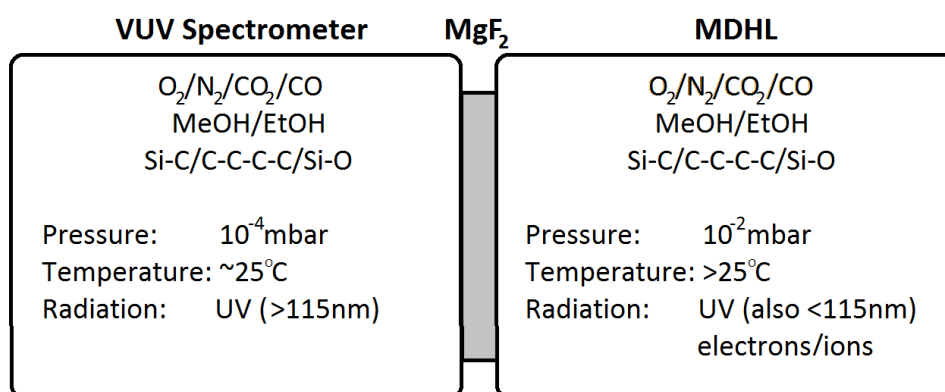 VUV Spectrometer MgF₂ MDHL
O₂/N₂/CO₂/CO
MeOH/EtOH
Si-C/C-C-C-C/Si-O
Pressure: 10⁻⁴mbar
Temperature: ~25°C
Radiation: UV (>115nm)
O₂/N₂/CO₂/CO
MeOH/EtOH
Si-C/C-C-C-C/Si-O
Pressure: 10⁻²mbar
Temperature: >25°C
Radiation: UV (also <115nm)
electrons/ions